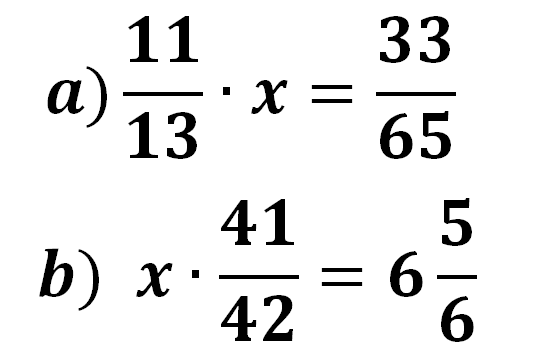 a) 11/13 · x = 33/65
b) x · 41/42 = 6 5/6